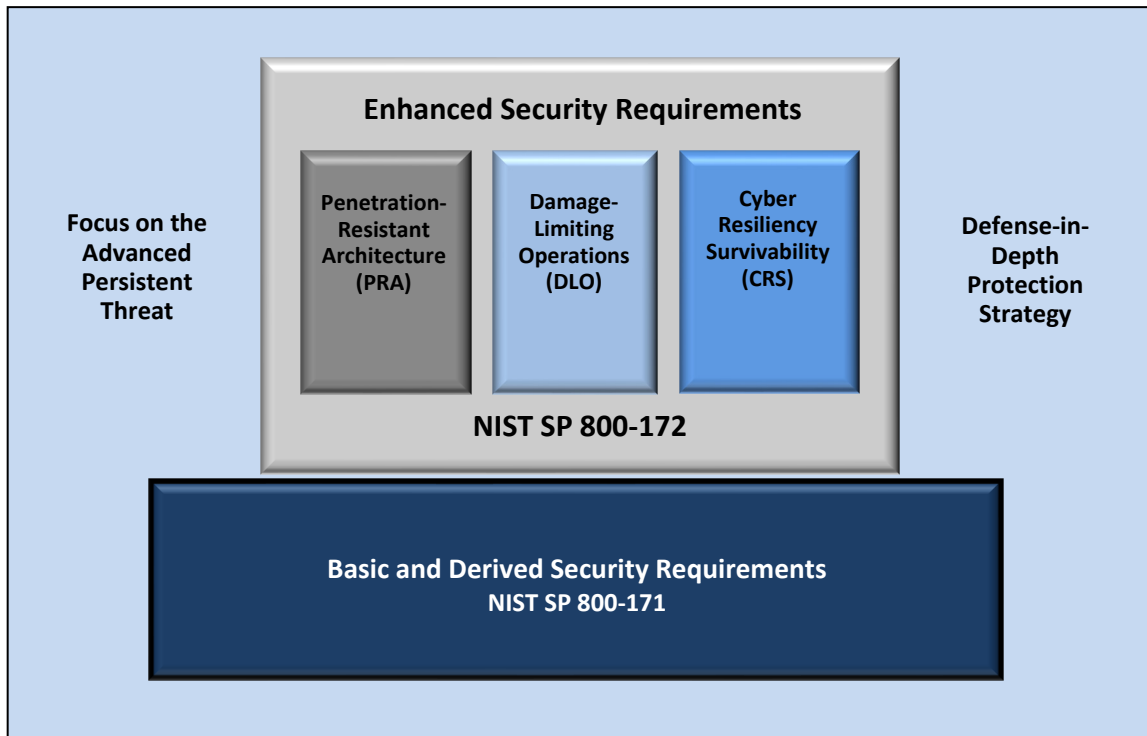 Enhanced Security Requirements
Focus on the
Advanced
Persistent
Threat
Penetration-
Resistant
Architecture
(PRA)
Damage-
Limiting
Operations
(DLO)
Cyber
Resiliency
Survivability
(CRS)
Defense-in-
Depth
Protection
Strategy
NIST SP 800-172
Basic and Derived Security Requirements
NIST SP 800-171